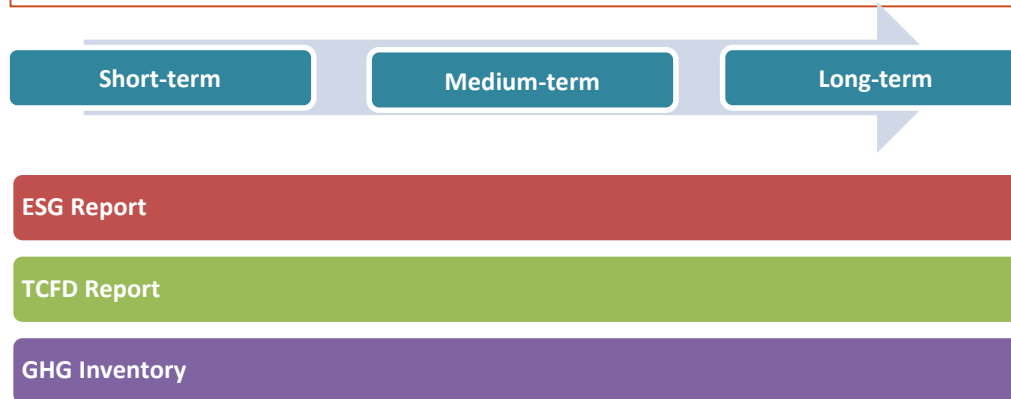 Short-term
Medium-term
Long-term
ESG Report
TCFD Report
GHG Inventory